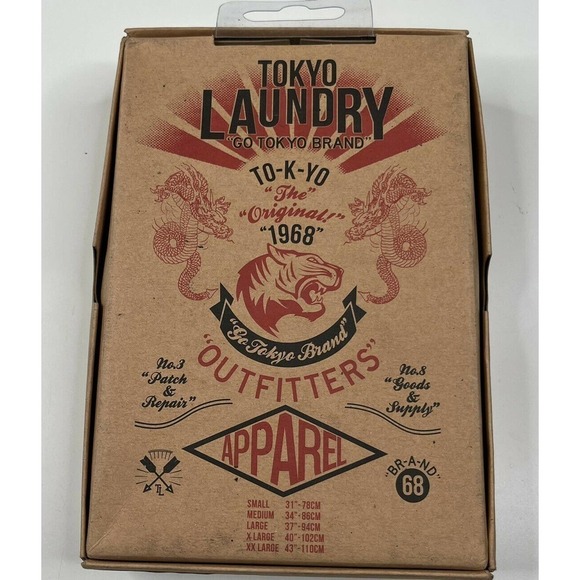 TOKYO
LAUNDRY
"GO TOKYO BRAND"
TO-K-YO
"The"
"Original!"
"1968"
"Go Tokyo Brand"
"OUTFITTERS"
No.3
"Patch
&
Repair"
No.8
"Goods
&
Supply"
APPAREL
TL
"BR-A-ND"
68
SMALL 31"-78CM
MEDIUM 34"-86CM
LARGE 37"-94CM
X LARGE 40"-102CM
XX LARGE 43"-110CM